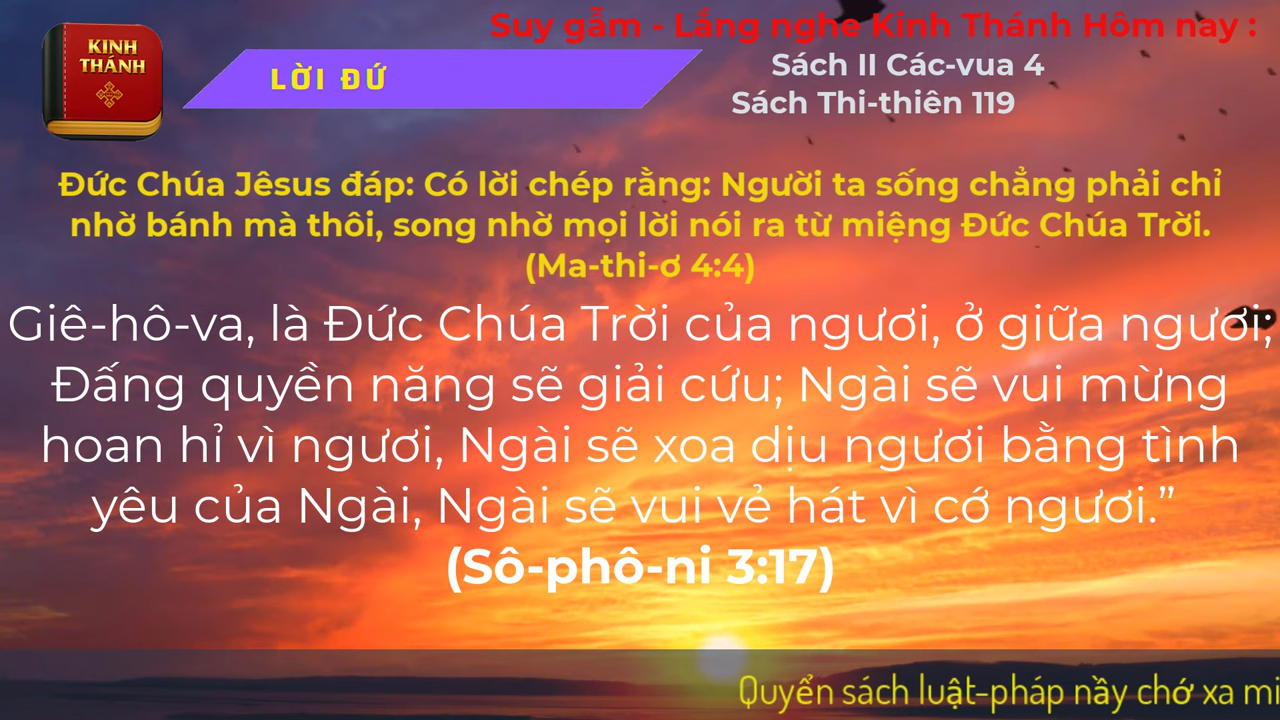 Suy gẫm - Lắng nghe Kinh Thánh Hôm nay :
KINH
THÁNH
LỜI ĐỨ
Sách II Các-vua 4
Sách Thi-thiên 119
Đức Chúa Jêsus đáp: Có lời chép rằng: Người ta sống chẳng phải chỉ
nhờ bánh mà thôi, song nhờ mọi lời nói ra từ miệng Đức Chúa Trời.
(Ma-thi-ơ 4:4)
Giê-hô-va, là Đức Chúa Trời của ngươi, ở giữa ngươi;
Đấng quyền năng sẽ giải cứu; Ngài sẽ vui mừng
hoan hỉ vì ngươi, Ngài sẽ xoa dịu ngươi bằng tình
yêu của Ngài, Ngài sẽ vui vẻ hát vì cớ ngươi.”
(Sô-phô-ni 3:17)
Quyển sách luật-pháp nầy chớ xa mi